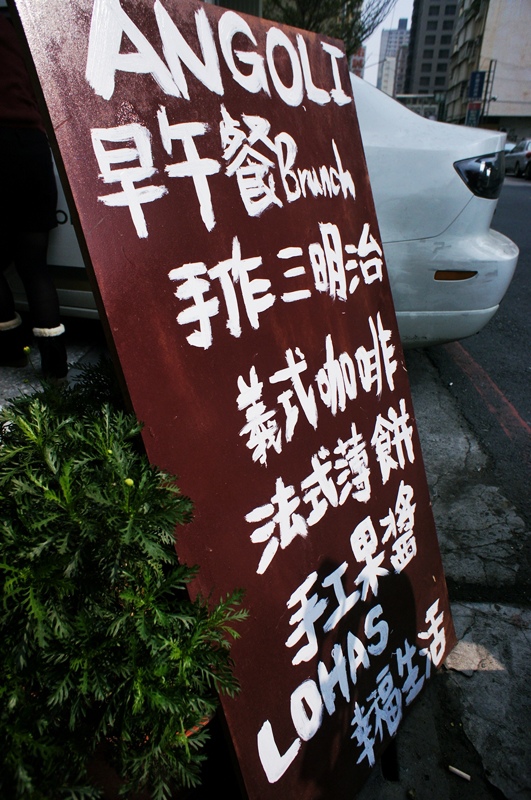 ANGOLI
早午餐Brunch
手作三明治
義式咖啡
法式薄餅
手工果醬
LOHAS
幸福生活